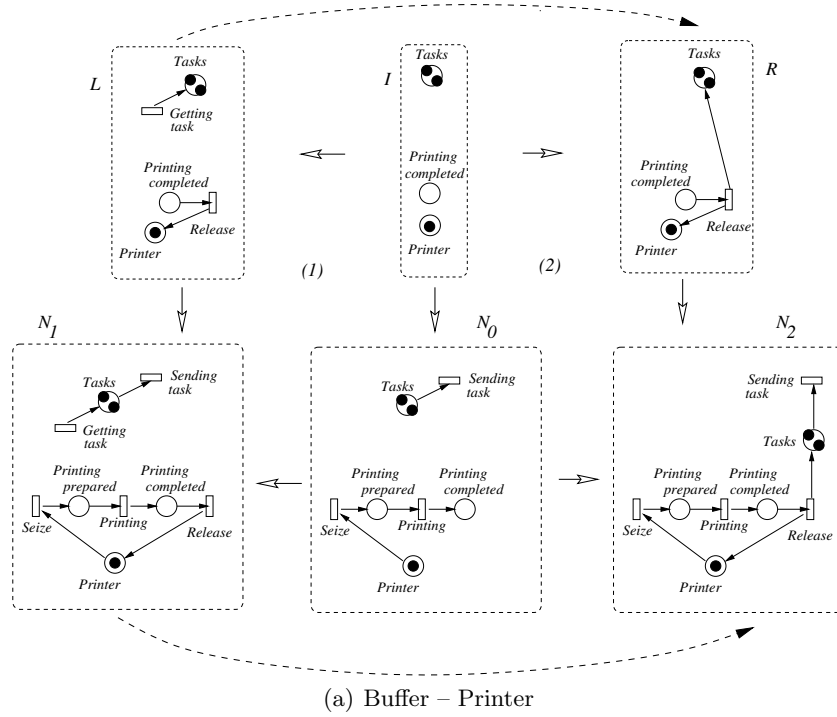 L
Tasks
Getting
task
Printing
completed
Release
Printer
I
Tasks
Printing
completed
Printer
R
Tasks
Printing
completed
Release
Printer
(1)
(2)
N1
Tasks
Sending
task
Getting
task
Printing
prepared
Printing
completed
Seize
Printing
Release
Printer
N0
Tasks
Sending
task
Printing
prepared
Printing
completed
Seize
Printing
Printer
N2
Sending
task
Tasks
Printing
prepared
Printing
completed
Seize
Printing
Release
Printer
(a) Buffer – Printer